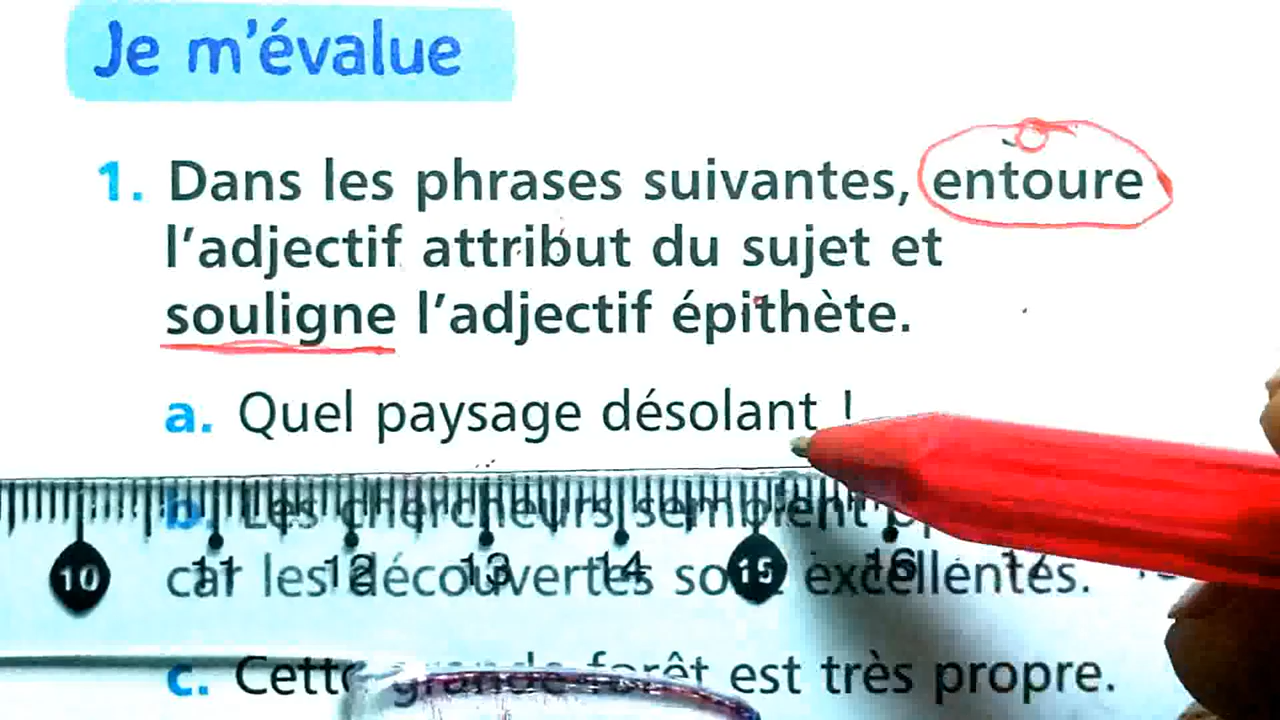 Je m'évalue
1. Dans les phrases suivantes, entoure
l'adjectif attribut du sujet et
souligne l'adjectif épithète.
a. Quel paysage désolant !
b. Les chercheurs semblent
10 11 12 13 14 15 16 17
car les découvertes sont excellentes.
c. Cette grande forêt est très propre.